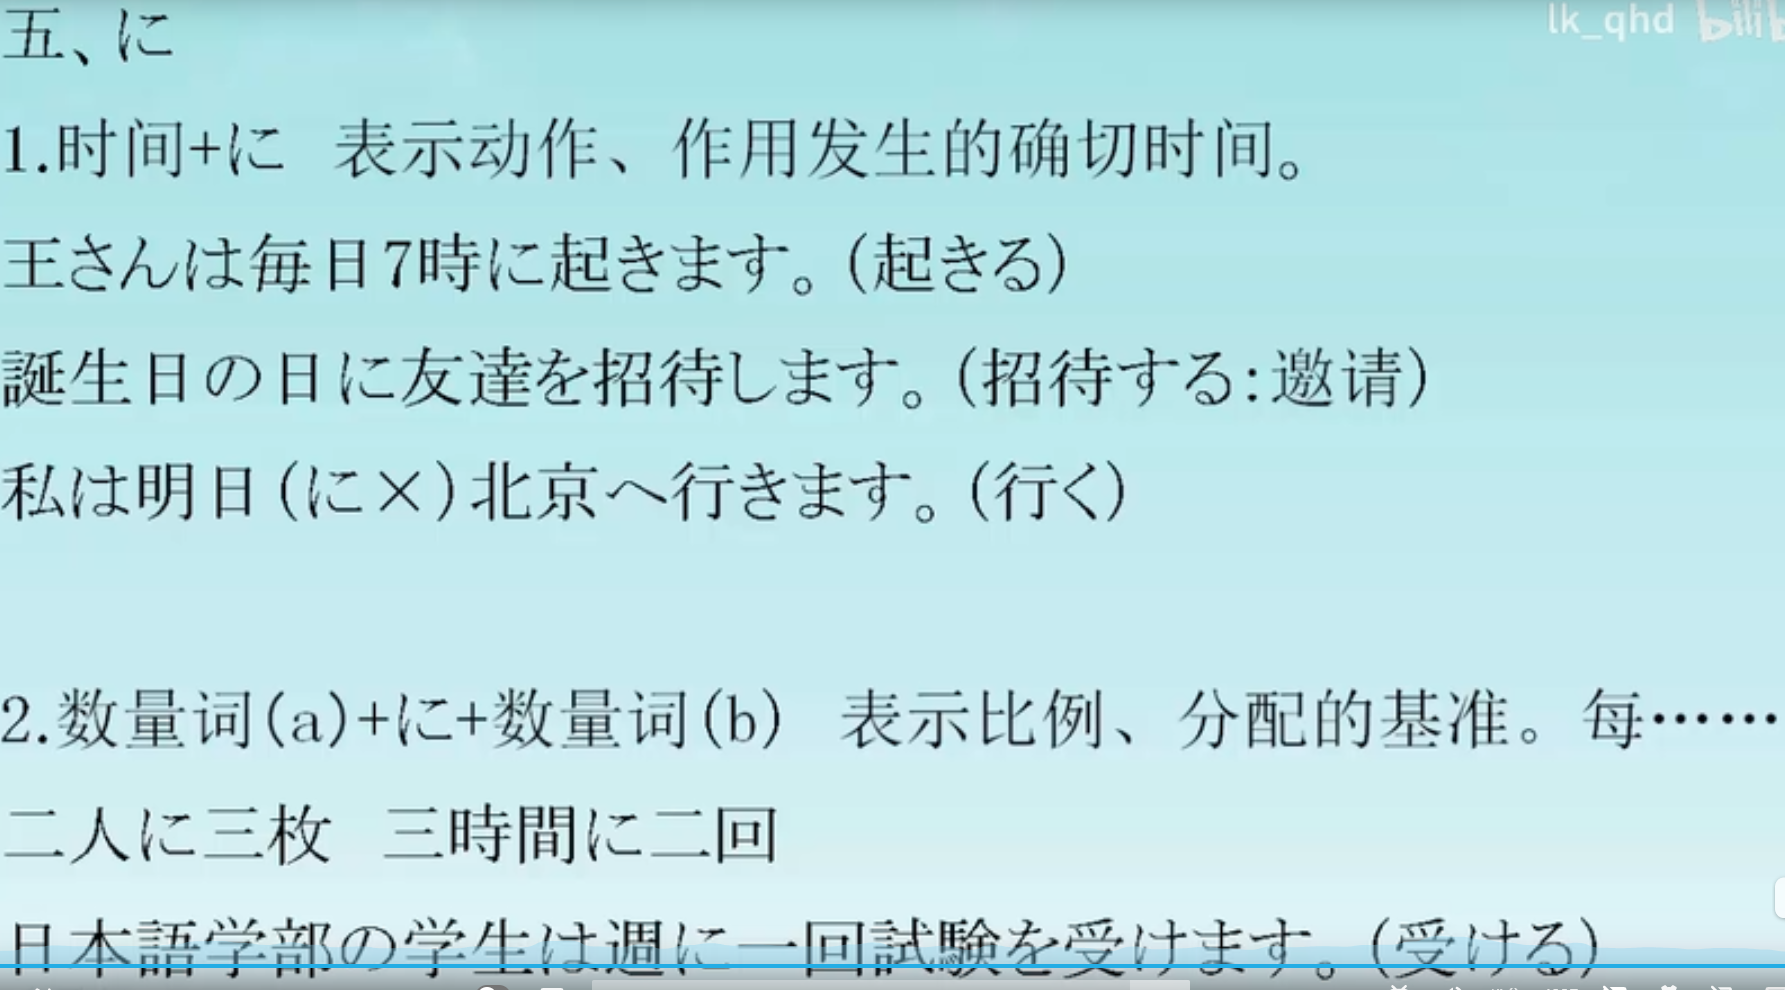 lk_qhd
五、に
1.时间+に 表示动作、作用发生的确切时间。
王さんは毎日7時に起きます。(起きる)
誕生日の日に友達を招待します。(招待する:邀请)
私は明日(に×)北京へ行きます。(行く)
2.数量词(a)+に+数量词(b) 表示比例、分配的基准。每……
二人に三枚 三時間に二回
日本語学部の学生は週に一回試験を受けます。(受ける)